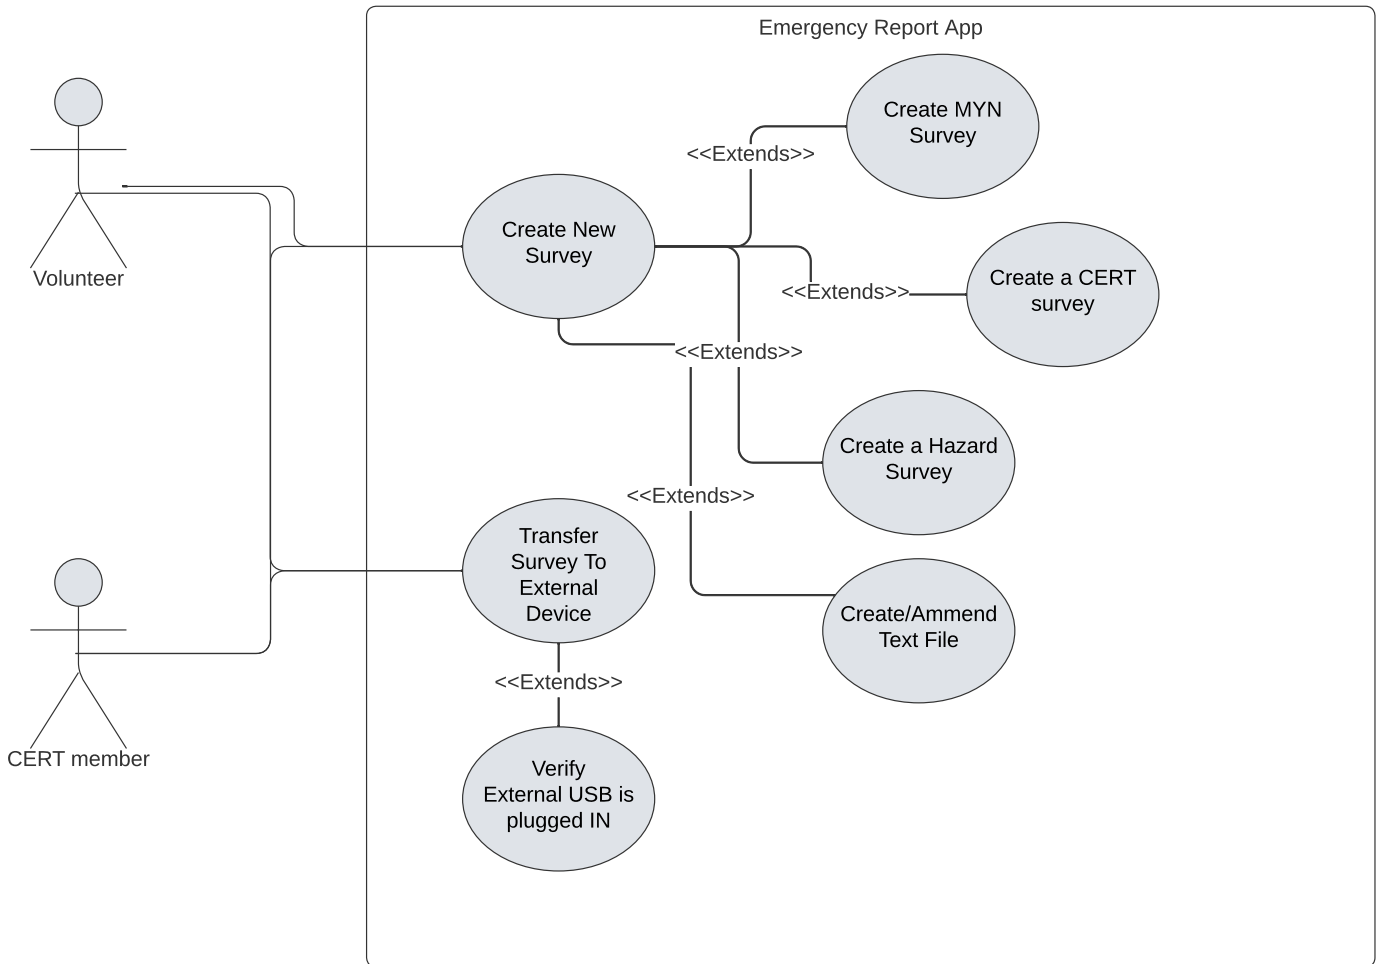 Emergency Report App
Create MYN
Survey
<<Extends>>
Create New
Survey
Volunteer
Create a CERT
survey
<<Extends>>
<<Extends>>
Create a Hazard
Survey
<<Extends>>
Transfer
Survey To
External
Device
Create/Ammend
Text File
<<Extends>>
CERT member
Verify
External USB is
plugged IN